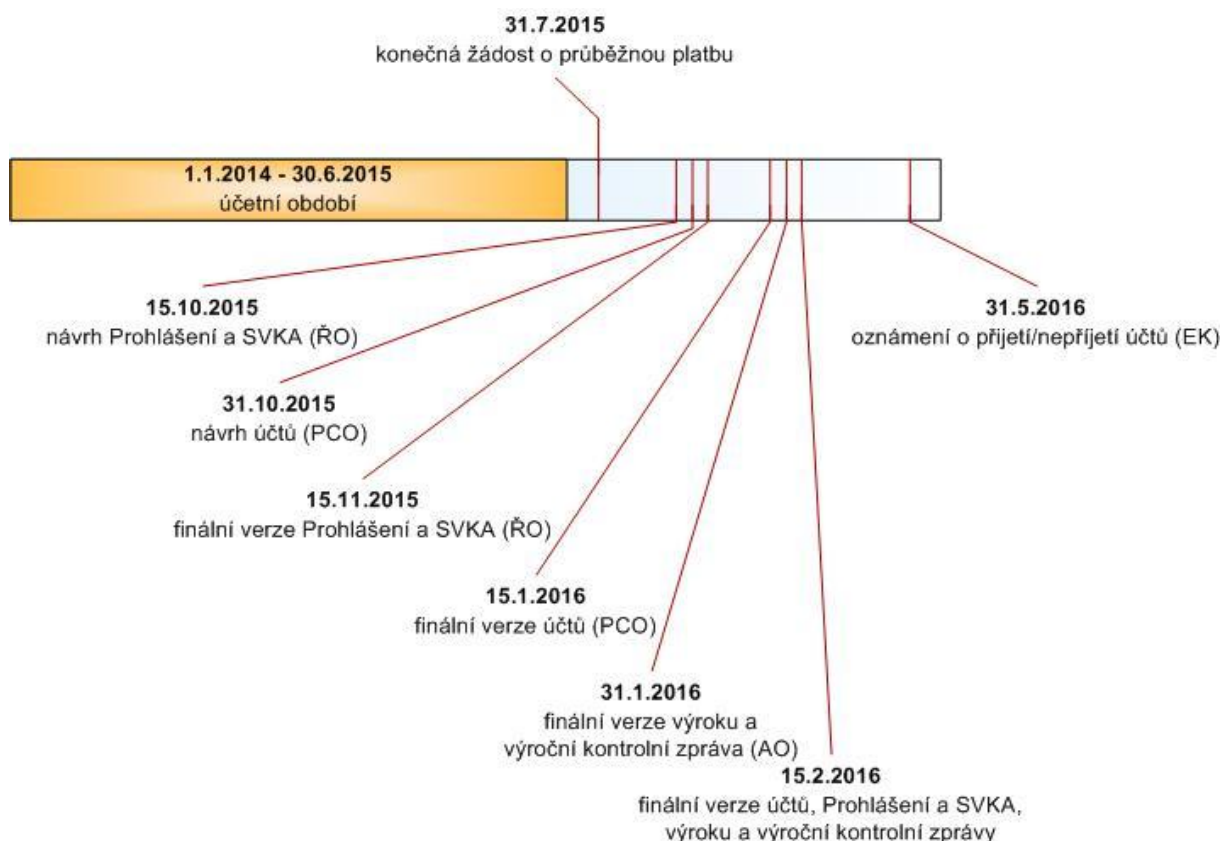 31.7.2015
konečná žádost o průběžnou platbu
1.1.2014 - 30.6.2015
účetní období
15.10.2015
návrh Prohlášení a SVKA (ŘO)
31.5.2016
oznámení o přijetí/nepříjetí účtů (EK)
31.10.2015
návrh účtů (PCO)
15.11.2015
finální verze Prohlášení a SVKA (ŘO)
15.1.2016
finální verze účtů (PCO)
31.1.2016
finální verze výroku a
výroční kontrolní zpráva (AO)
15.2.2016
finální verze účtů, Prohlášení a SVKA,
výroku a výroční kontrolní zprávy